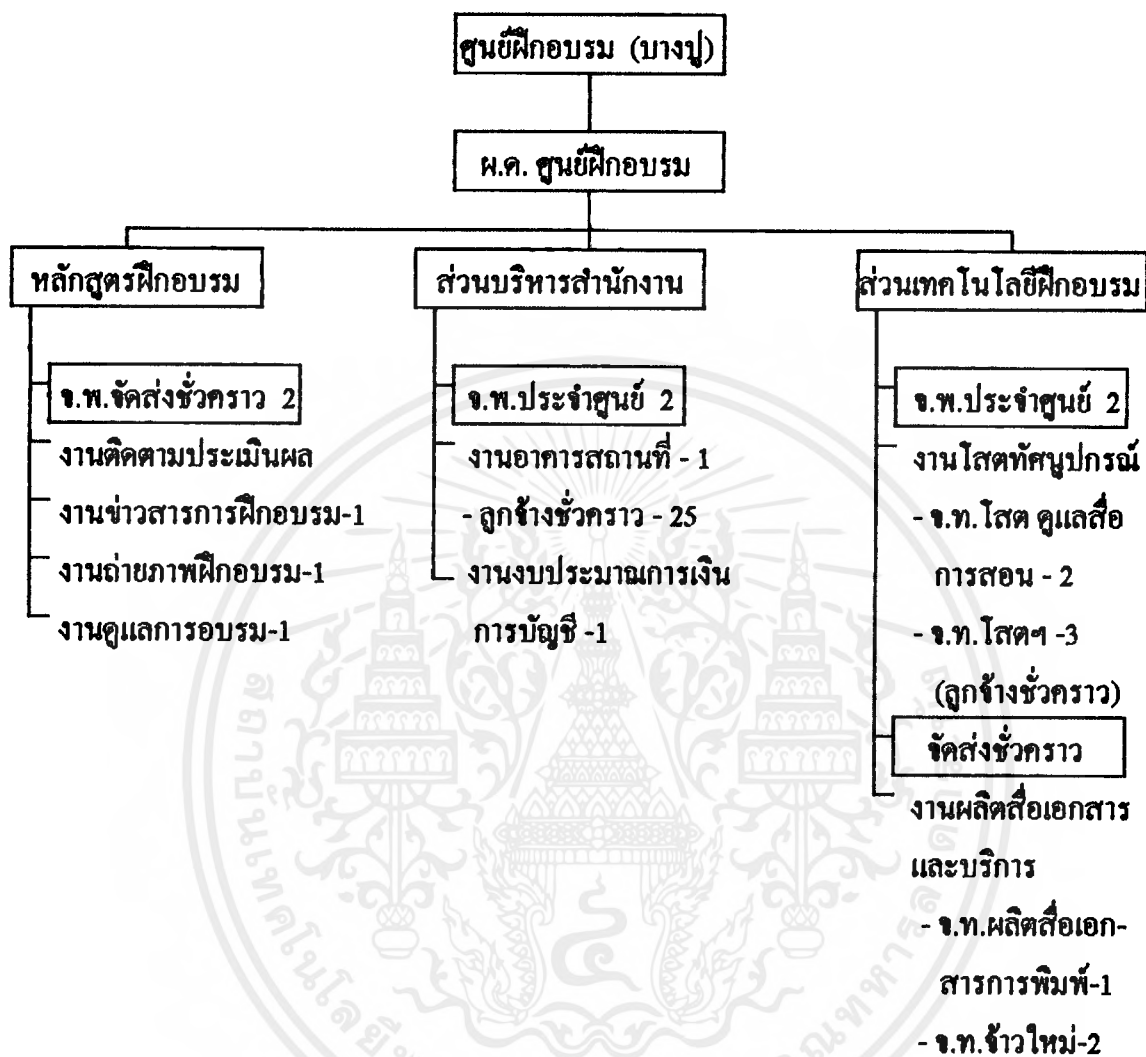 ศูนย์ฝึกอบรม (บางปู)
ผ.ศ. ศูนย์ฝึกอบรม
หลักสูตรฝึกอบรม
จ.พ.จัดส่งชั่วคราว 2
งานติดตามประเมินผล
งานข่าวสารการฝึกอบรม-1
งานถ่ายภาพฝึกอบรม-1
งานดูแลการอบรม-1
ส่วนบริหารสำนักงาน
จ.พ.ประจำศูนย์ 2
งานอาคารสถานที่ - 1
- ลูกจ้างชั่วคราว - 25
งานงบประมาณการเงิน
การบัญชี -1
ส่วนเทคโนโลยีฝึกอบรม
จ.พ.ประจำศูนย์ 2
งานโสตทัศนูปกรณ์
- จ.ท.โสต ดูแลสื่อ
การสอน - 2
- จ.ท.โสตฯ -3
(ลูกจ้างชั่วคราว)
จัดส่งชั่วคราว
งานผลิตสื่อเอกสาร
และบริการ
- จ.ท.ผลิตสื่อเอก-
สารการพิมพ์-1
- จ.ท.จ้าวใหม่-2